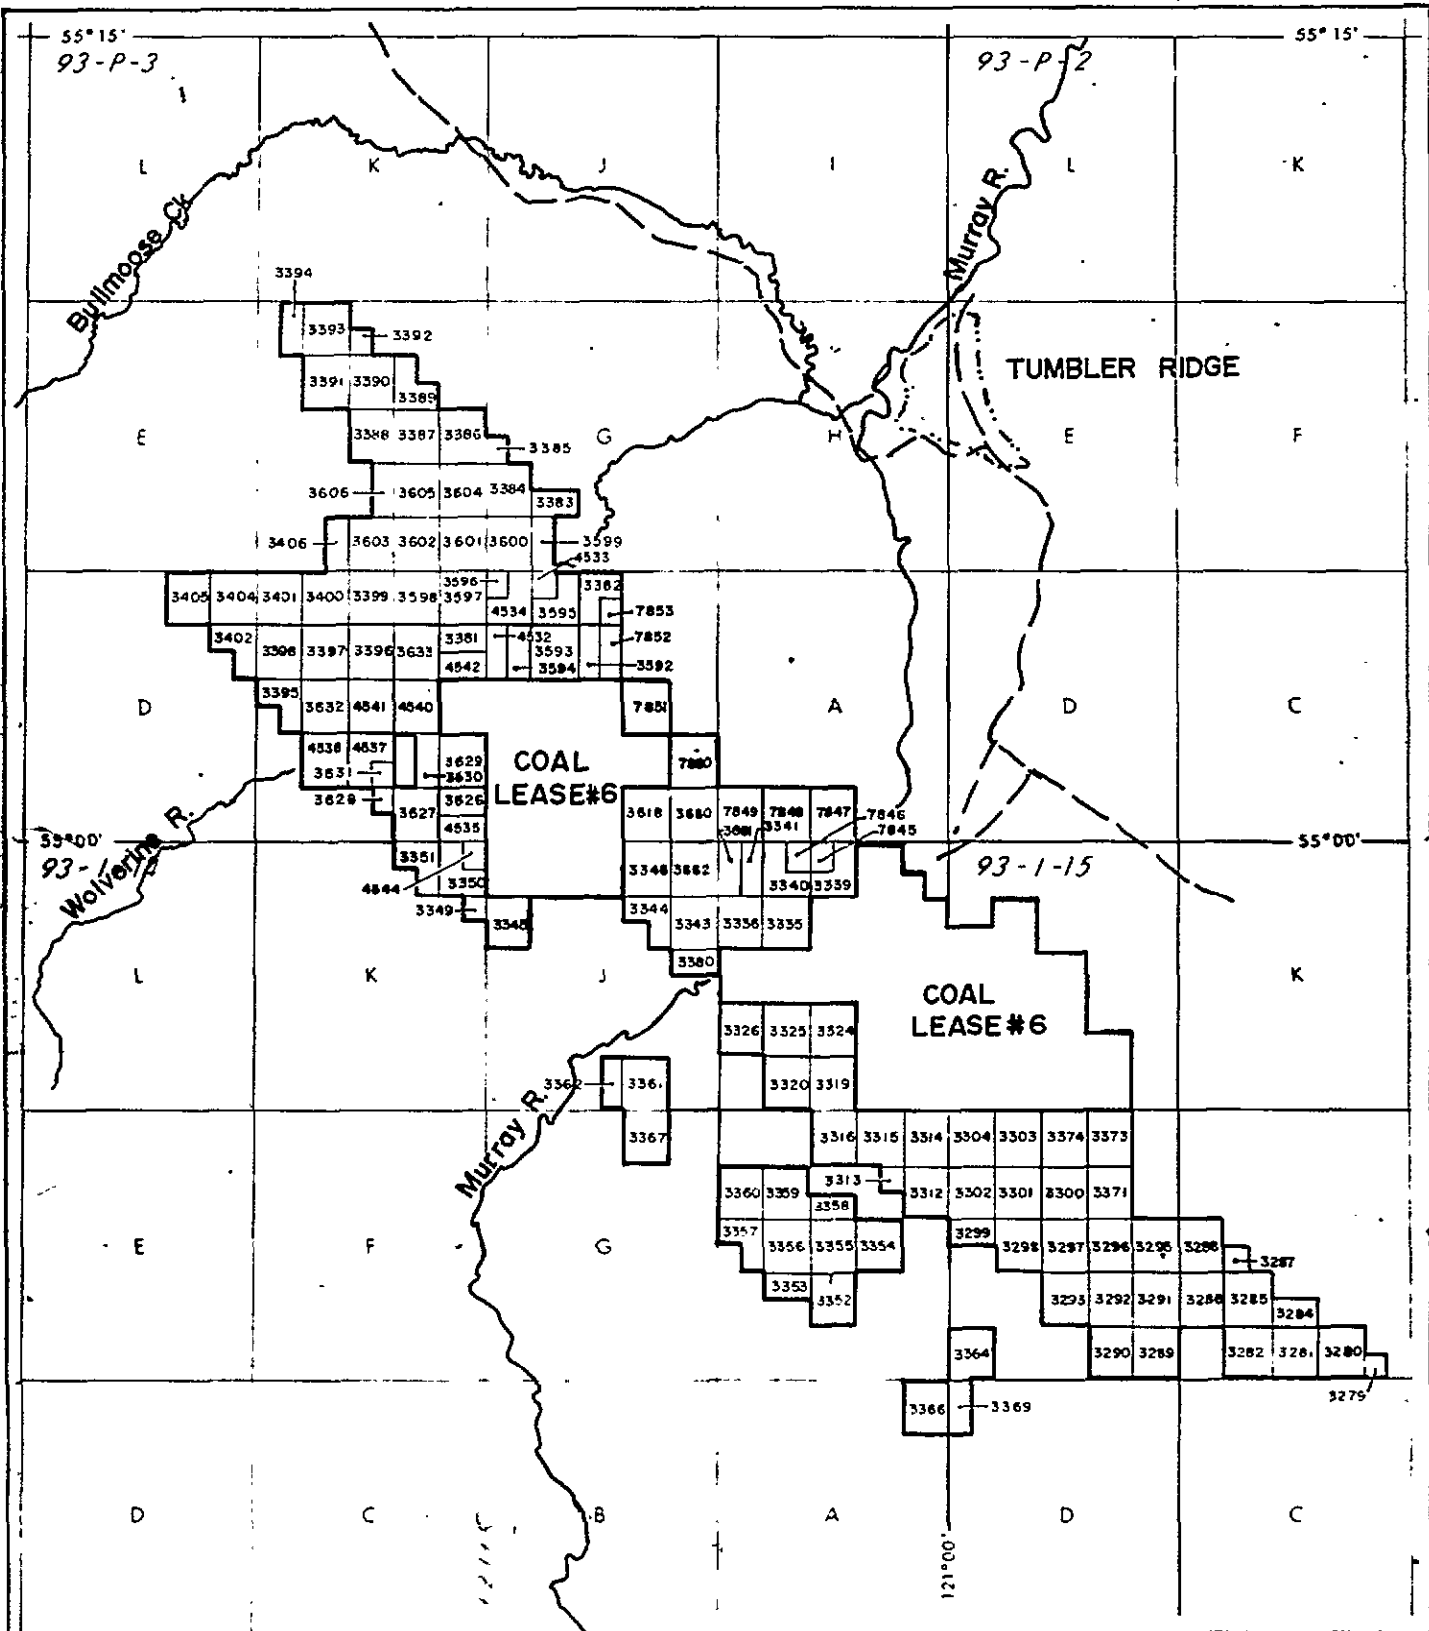 55°15' 55°15'
93-P-3 93-P-2
L K J I L K
Bullmoose Ck.
Murray R.
3394
3393 3392
TUMBLER RIDGE
3391 3390
3389
E G H E F
3388 3387 3386
3385
3606 3605 3604 3384
3383
3406 3603 3602 3601 3600 3599
4533
3596 3382
3405 3404 3401 3400 3399 3598 3597
4534 3595 7853
3402 3398 3397 3396 3633 3381 4532 7852
3593
4542 3594 3592
3395
D 3632 4541 4540 7851 A D C
4538 4537 3629 COAL 7850
3631 3630 LEASE#6
3628 3627 3626 3618 3680 7849 7848 7847
7846
4535 3681 3341 7845
55°00' 55°00'
93-1- 93-1-15
Wolverine R.
3351 3346 3682
4544 3350 3340 3339
3349 3345 3344 3343 3336 3335
3380
L K J K
COAL
LEASE#6
3326 3325 3324
3362 3361 3320 3319
Murray R.
3367 3316 3315 3314 3304 3303 3374 3373
3313
3360 3359 3312 3302 3301 3300 3371
3358
3357 3299
E F G 3356 3355 3354 3298 3297 3296 3295 3288
3287
3353 3352 3293 3292 3291 3286 3285
3284
3364 3290 3289 3282 3281 3280
3279
3366 3369
D C B A D C
121°00'